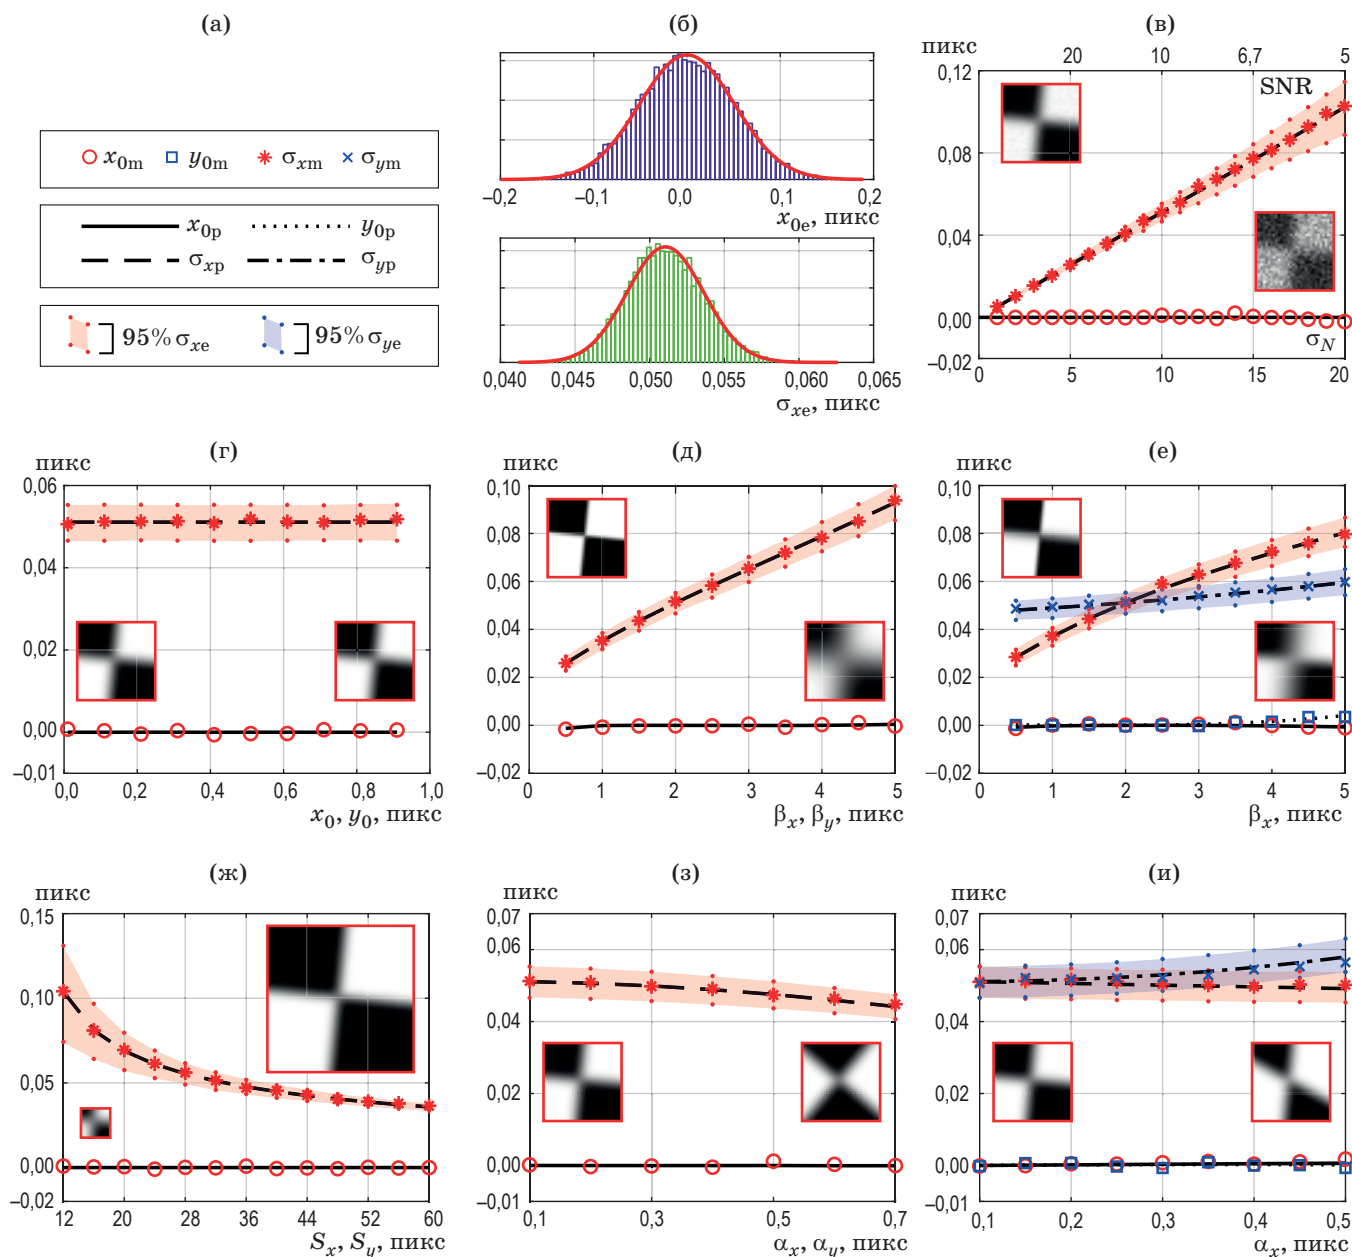 (а)
x0m y0m σxm σym
x0p y0p
σxp σyp
95% σxe 95% σye
(б)
−0,2 −0,1 0,0 0,1 0,2
x0e, пикс
0,040 0,045 0,050 0,055 0,060 0,065
σxe, пикс
(в)
пикс
20 10 6,7 5
SNR
0,12
0,08
0,04
0,00
−0,02
σN
0 5 10 15 20
(г)
пикс
0,06
0,04
0,02
0,00
−0,01
0,0 0,2 0,4 0,6 0,8 1,0
x0, y0, пикс
(д)
пикс
0,10
0,08
0,06
0,04
0,02
0,00
−0,02
0 1 2 3 4 5
βx, βy, пикс
(е)
пикс
0,10
0,08
0,06
0,04
0,02
0,00
−0,02
0 1 2 3 4 5
βx, пикс
(ж)
пикс
0,15
0,10
0,05
0,00
−0,02
12 20 28 36 44 52 60
Sx, Sy, пикс
(з)
пикс
0,07
0,06
0,04
0,02
0,00
−0,01
0,1 0,3 0,5 0,7
αx, αy, пикс
(и)
пикс
0,07
0,06
0,04
0,02
0,00
−0,01
0,1 0,2 0,3 0,4 0,5
αx, пикс